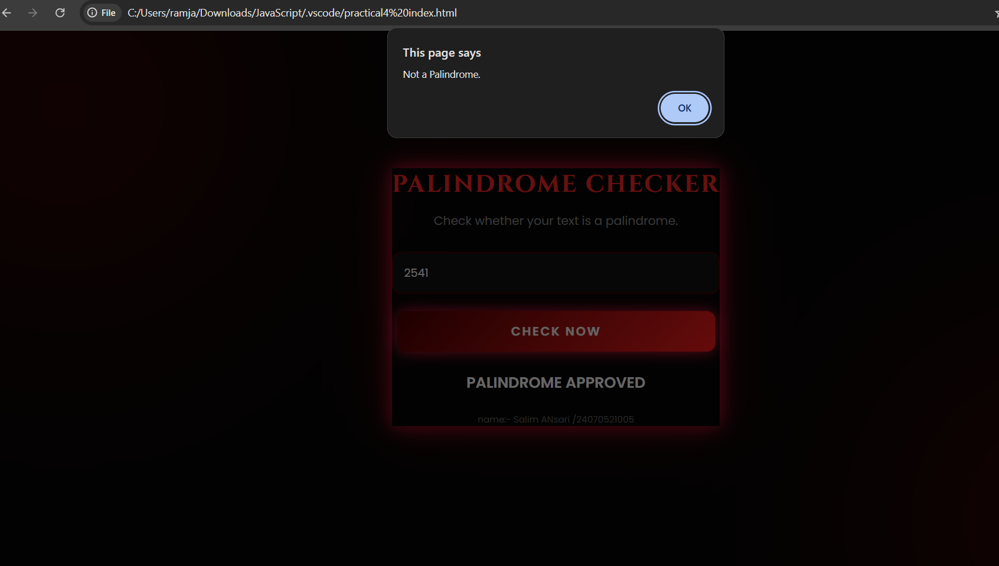 File C:/Users/ramja/Downloads/JavaScript/.vscode/practical4%20index.html
This page says
Not a Palindrome.
OK
PALINDROME CHECKER
Check whether your text is a palindrome.
2541
CHECK NOW
PALINDROME APPROVED
name:- Salim ANsari /24070521005